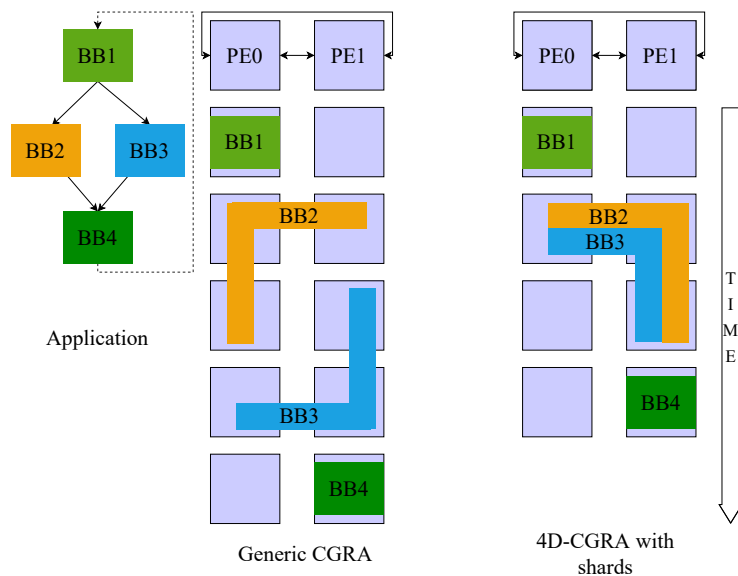 BB1
BB2
BB3
BB4
Application
PE0
PE1
BB1
BB2
BB3
BB4
Generic CGRA
PE0
PE1
BB1
BB2
BB3
BB4
4D-CGRA with
shards
T
I
M
E